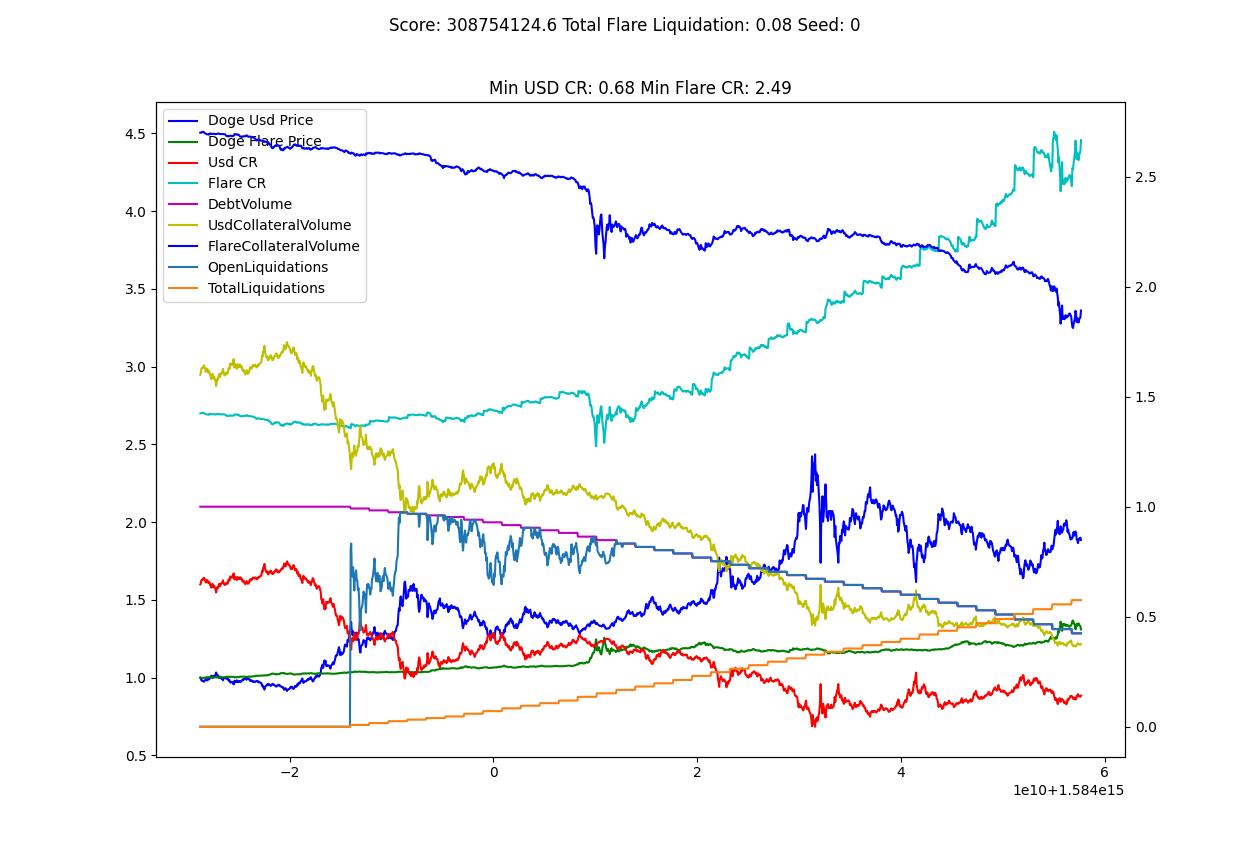 Score: 308754124.6 Total Flare Liquidation: 0.08 Seed: 0
Min USD CR: 0.68 Min Flare CR: 2.49
Doge Usd Price
Doge Flare Price
Usd CR
Flare CR
DebtVolume
UsdCollateralVolume
FlareCollateralVolume
OpenLiquidations
TotalLiquidations
4.5
4.0
3.5
3.0
2.5
2.0
1.5
1.0
0.5
2.5
2.0
1.5
1.0
0.5
0.0
−2
0
2
4
6
1e10+1.584e15